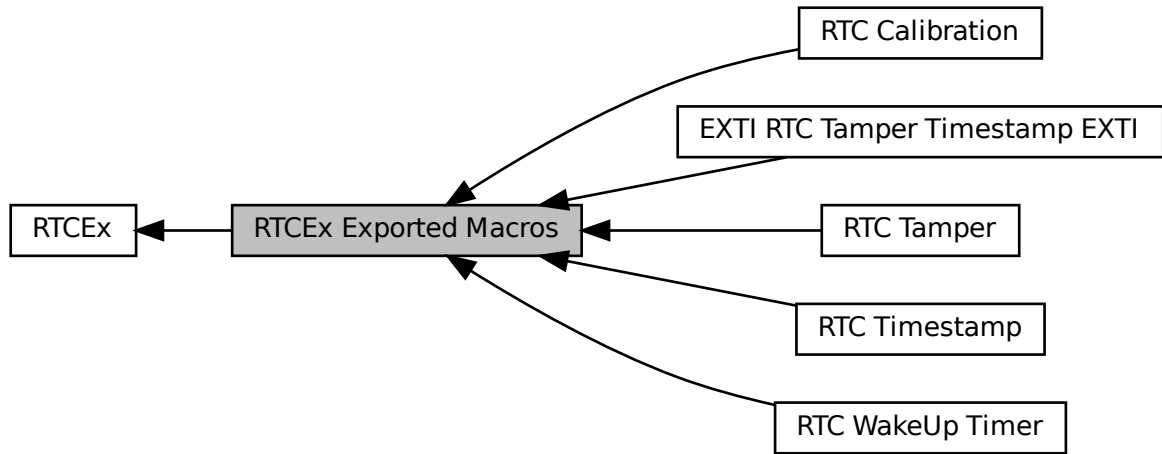 RTC Calibration
EXTI RTC Tamper Timestamp EXTI
RTCEx
RTCEx Exported Macros
RTC Tamper
RTC Timestamp
RTC WakeUp Timer